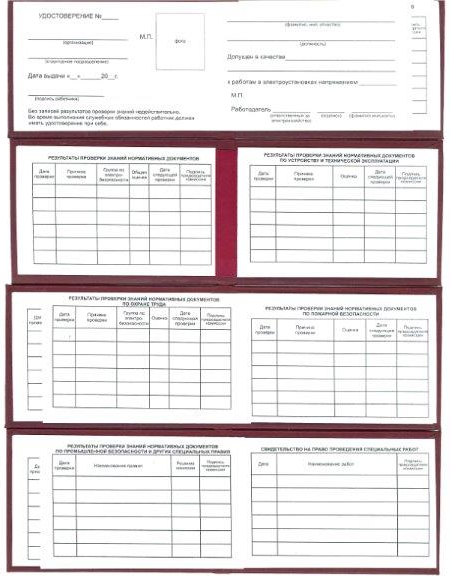 УДОСТОВЕРЕНИЕ №_____
(организация)
М.П.
фото
(структурное подразделение)
Дата выдачи «__»______20__г.
(подпись работника)
Без записей результатов проверки знаний недействительно.
Во время выполнения служебных обязанностей работник должен
иметь удостоверение при себе.
(фамилия, имя, отчество)
(должность)
Допущен в качестве
к работам в электроустановках напряжением
М.П.
Работодатель
(ответственный за электрохозяйство) (подпись) (фамилия, инициалы)
РЕЗУЛЬТАТЫ ПРОВЕРКИ ЗНАНИЙ НОРМАТИВНЫХ ДОКУМЕНТОВ
Дата проверки
Причина проверки
Группа по электро-безопасности
Общая оценка
Дата следующей проверки
Подпись председателя комиссии
РЕЗУЛЬТАТЫ ПРОВЕРКИ ЗНАНИЙ НОРМАТИВНЫХ ДОКУМЕНТОВ
ПО УСТРОЙСТВУ И ТЕХНИЧЕСКОЙ ЭКСПЛУАТАЦИИ
Дата проверки
Причина проверки
Оценка
Дата следующей проверки
Подпись председателя комиссии
РЕЗУЛЬТАТЫ ПРОВЕРКИ ЗНАНИЙ НОРМАТИВНЫХ ДОКУМЕНТОВ
ПО ОХРАНЕ ТРУДА
Дата проверки
Причина проверки
Группа по электро-безопасности
Оценка
Дата следующей проверки
Подпись председателя комиссии
РЕЗУЛЬТАТЫ ПРОВЕРКИ ЗНАНИЙ НОРМАТИВНЫХ ДОКУМЕНТОВ
ПО ПОЖАРНОЙ БЕЗОПАСНОСТИ
Дата проверки
Причина проверки
Оценка
Дата следующей проверки
Подпись председателя комиссии
РЕЗУЛЬТАТЫ ПРОВЕРКИ ЗНАНИЙ НОРМАТИВНЫХ ДОКУМЕНТОВ
ПО ПРОМЫШЛЕННОЙ БЕЗОПАСНОСТИ И ДРУГИХ СПЕЦИАЛЬНЫХ ПРАВИЛ
Дата проверки
Наименование правил
Решение комиссии
Подпись председателя комиссии
СВИДЕТЕЛЬСТВО НА ПРАВО ПРОВЕДЕНИЯ СПЕЦИАЛЬНЫХ РАБОТ
Дата
Наименование работ
Подпись председателя комиссии